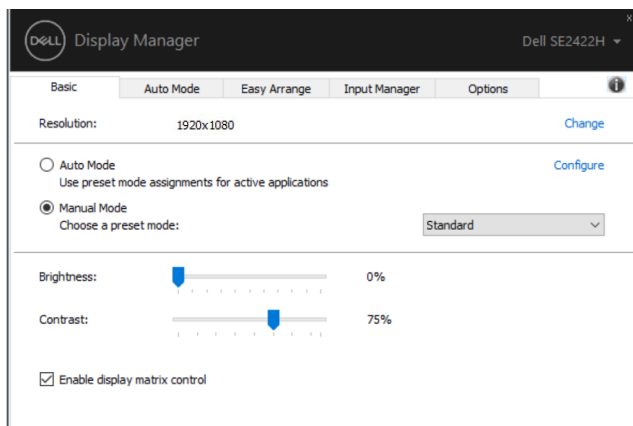 DELL Display Manager
Dell SE2422H
Basic Auto Mode Easy Arrange Input Manager Options
Resolution: 1920x1080 Change
Auto Mode Configure
Use preset mode assignments for active applications
Manual Mode
Choose a preset mode: Standard
Brightness: 0%
Contrast: 75%
Enable display matrix control